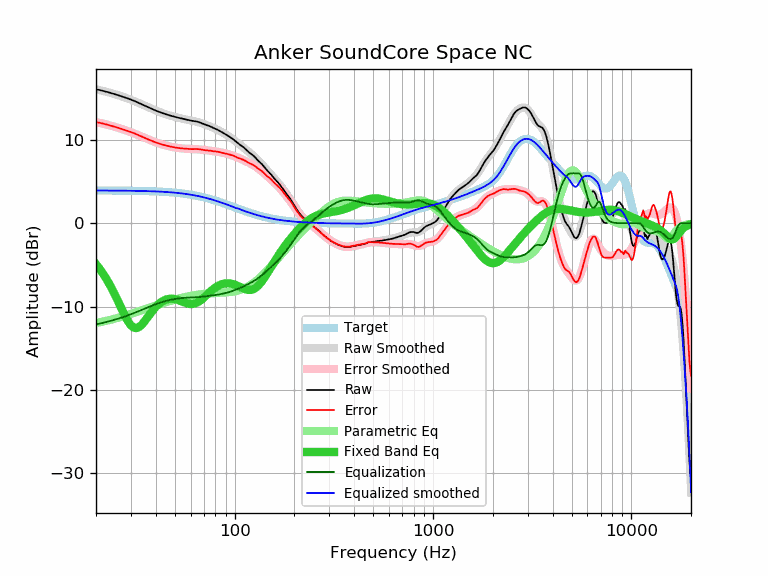 Anker SoundCore Space NC
Amplitude (dBr)
10
0
−10
−20
−30
Target
Raw Smoothed
Error Smoothed
Raw
Error
Parametric Eq
Fixed Band Eq
Equalization
Equalized smoothed
100 1000 10000
Frequency (Hz)